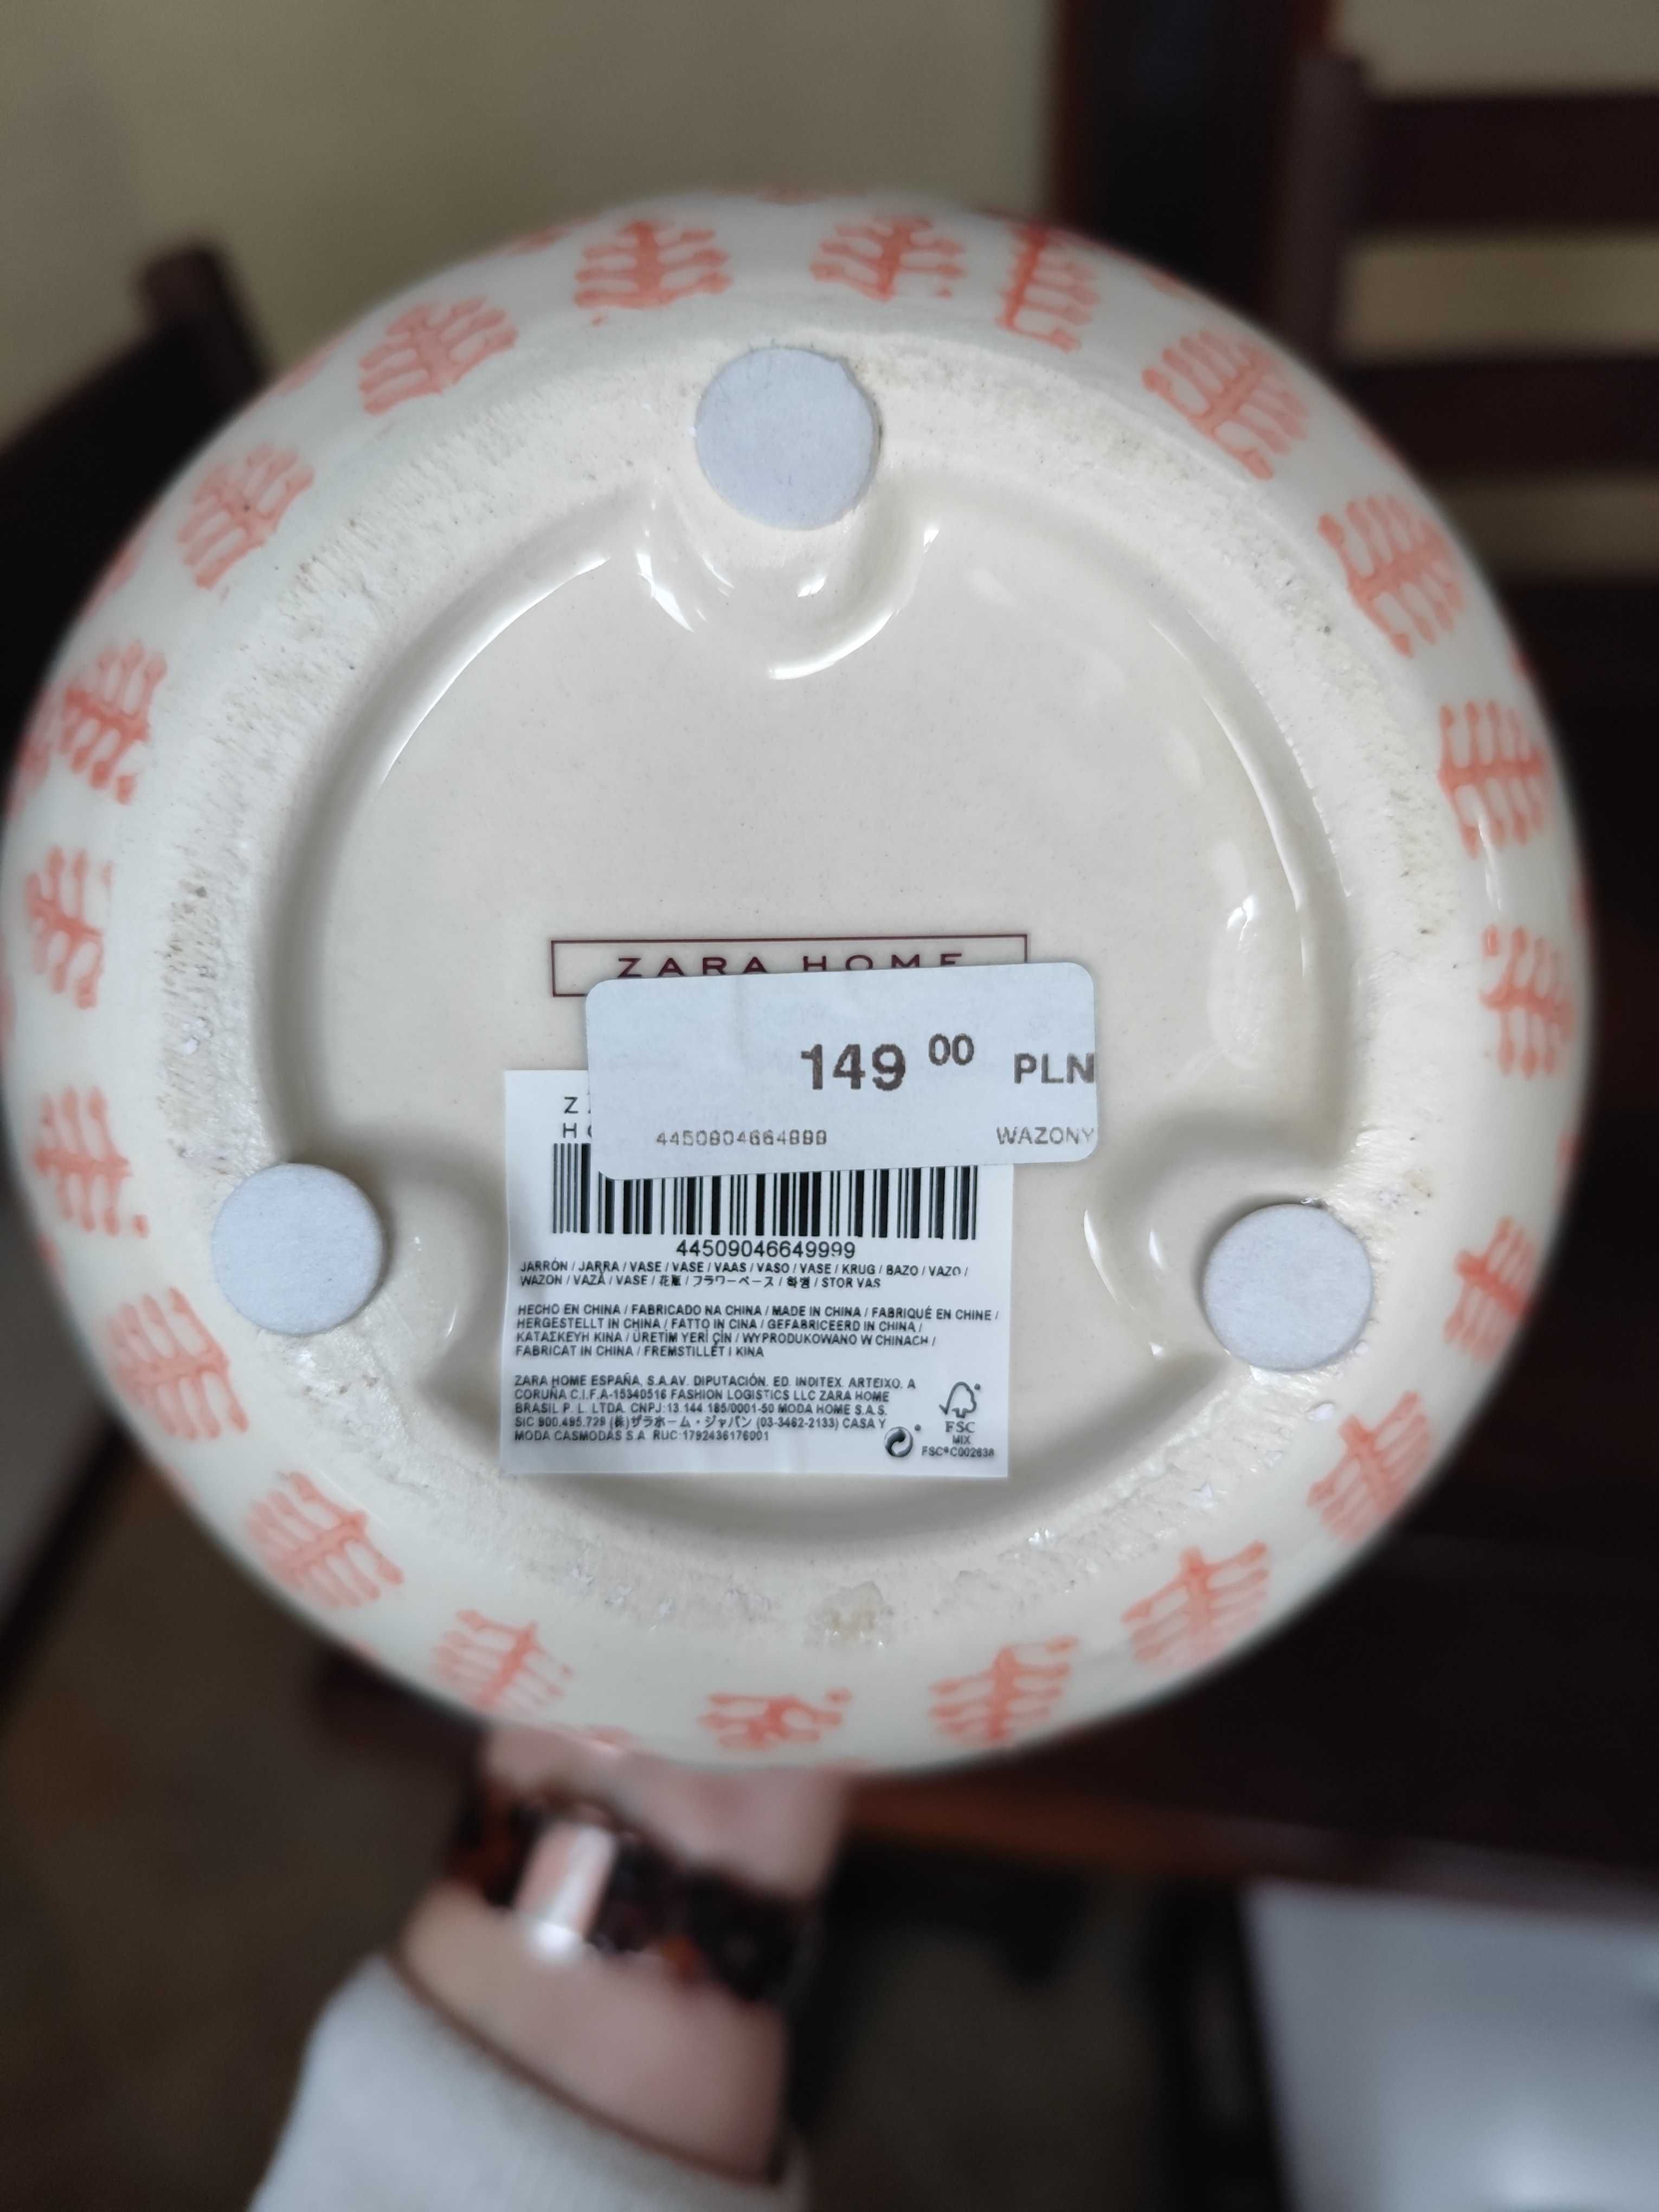 ZARA HOME
149 00 PLN
WAZONY
44509046649999
JARRÓN / JARRA / VASE / VASE / VAAS / VASO / VASE / KRUG / BAZO / VAZO /
WAZON / VAZĂ / VASE / 花瓶 / フラワーベース / 화병 / STOR VAS
HECHO EN CHINA / FABRICADO NA CHINA / MADE IN CHINA / FABRIQUÉ EN CHINE /
HERGESTELLT IN CHINA / FATTO IN CINA / GEFABRICEERD IN CHINA /
ΚΑΤΑΣΚΕΥΗ ΚΙΝΑ / ÜRETİM YERİ ÇİN / WYPRODUKOWANO W CHINACH /
FABRICAT IN CHINA / FREMSTILLET I KINA
ZARA HOME ESPAÑA, S.A.AV. DIPUTACIÓN. ED. INDITEX. ARTEIXO. A
CORUÑA C.I.F.A-15340516 FASHION LOGISTICS LLC ZARA HOME
BRASIL P. L. LTDA. CNPJ:13.144.185/0001-50 MODA HOME S.A.S.
SIC 900.495.729 (株)ザラホーム・ジャパン (03-3462-2133) CASA Y
MODA CASMODAS S.A RUC:1792436176001
FSC
MIX
FSC®C002638